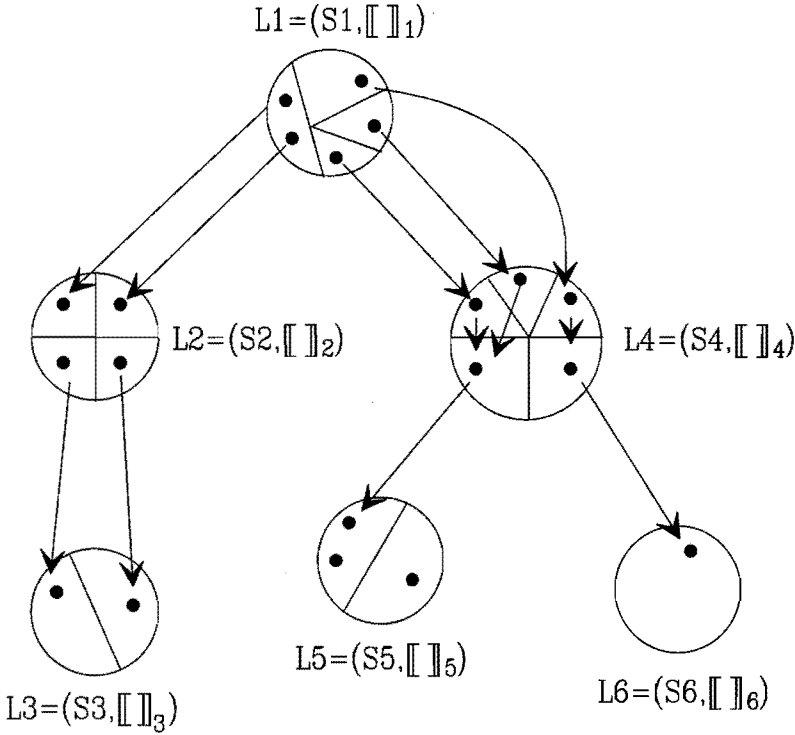 L1=(S1,⟦ ⟧₁)
L2=(S2,⟦ ⟧₂)
L4=(S4,⟦ ⟧₄)
L5=(S5,⟦ ⟧₅)
L3=(S3,⟦ ⟧₃)
L6=(S6,⟦ ⟧₆)